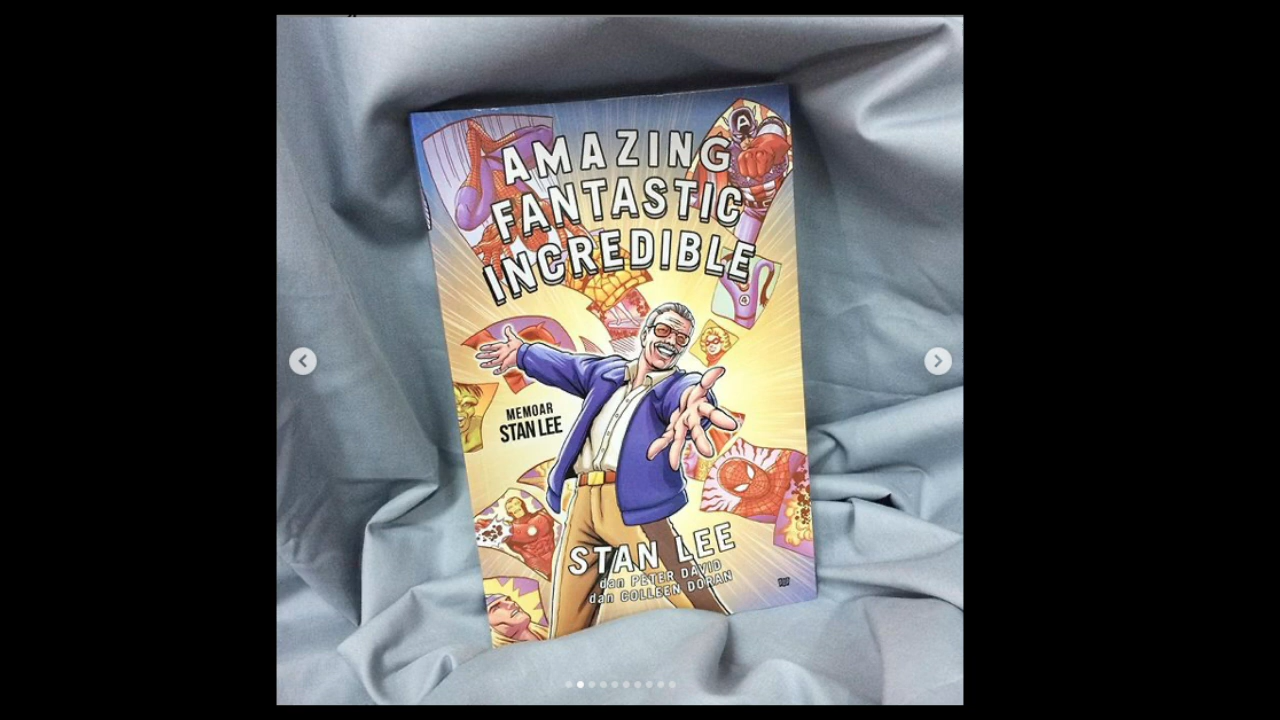 AMAZING
FANTASTIC
INCREDIBLE
MEMOAR
STAN LEE
STAN LEE
dan PETER DAVID
dan COLLEEN DORAN